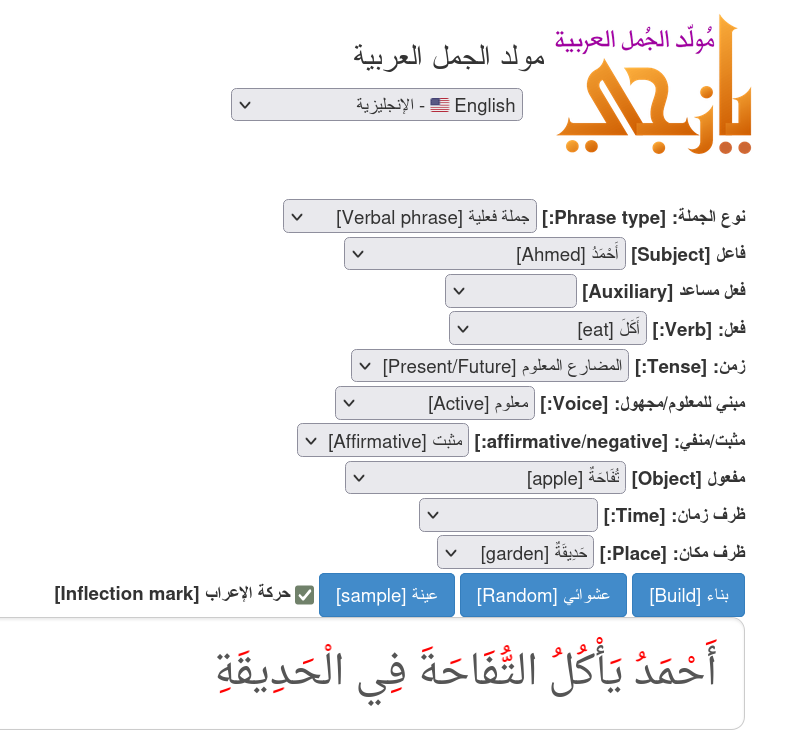 مُولّد الجُمل العربية
يازجي
مولد الجمل العربية
English 🇺🇸 - الإنجليزية
نوع الجملة: [Phrase type:] جملة فعلية [Verbal phrase]
فاعل [Subject] أَحْمَدُ [Ahmed]
فعل مساعد [Auxiliary]
فعل: [Verb:] أَكَلَ [eat]
زمن: [Tense:] المضارع المعلوم [Present/Future]
مبني للمعلوم/مجهول: [Voice:] معلوم [Active]
مثبت/منفي: [affirmative/negative:] مثبت [Affirmative]
مفعول [Object] تُفَاحَةٌ [apple]
ظرف زمان: [Time:]
ظرف مكان: [Place:] حَدِيقَةٌ [garden]
بناء [Build] عشوائي [Random] عينة [sample] حركة الإعراب [Inflection mark]
أَحْمَدُ يَأْكُلُ التُّفَاحَةَ فِي الْحَدِيقَةِ